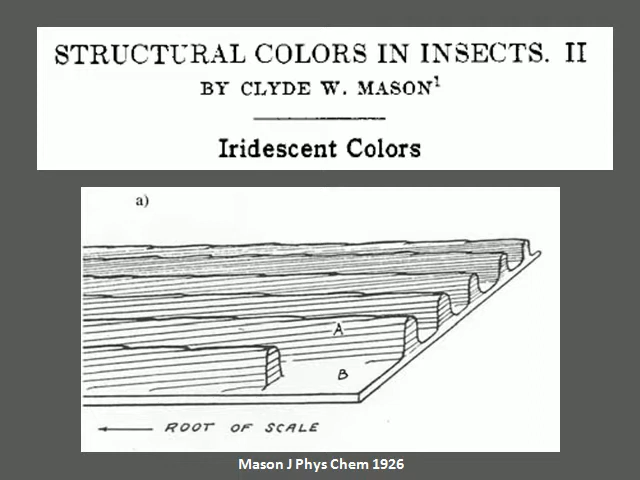 STRUCTURAL COLORS IN INSECTS. II
BY CLYDE W. MASON¹
Iridescent Colors
a)
A
B
← ROOT OF SCALE
Mason J Phys Chem 1926